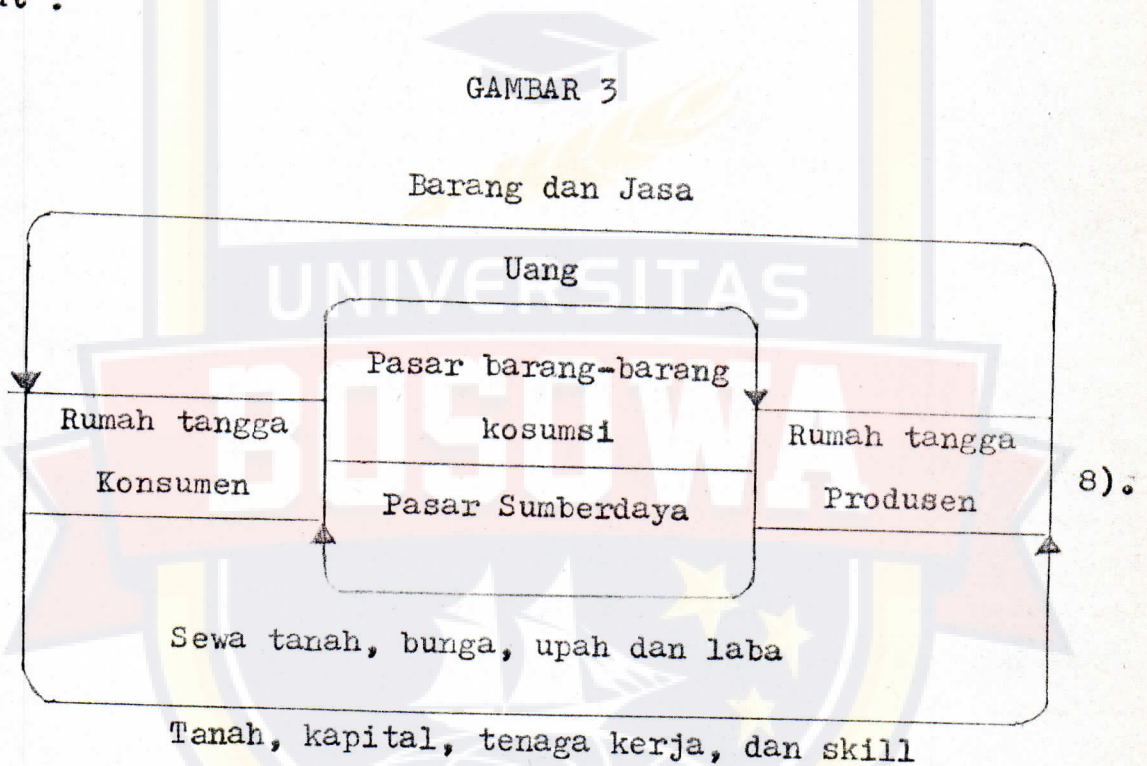 GAMBAR 3
Barang dan Jasa
Uang
UNIVERSITAS
BOSOWA
Pasar barang-barang
kosumsi
Rumah tangga
Konsumen
Pasar Sumberdaya
Rumah tangga
Produsen
8).
Sewa tanah, bunga, upah dan laba
Tanah, kapital, tenaga kerja, dan skill